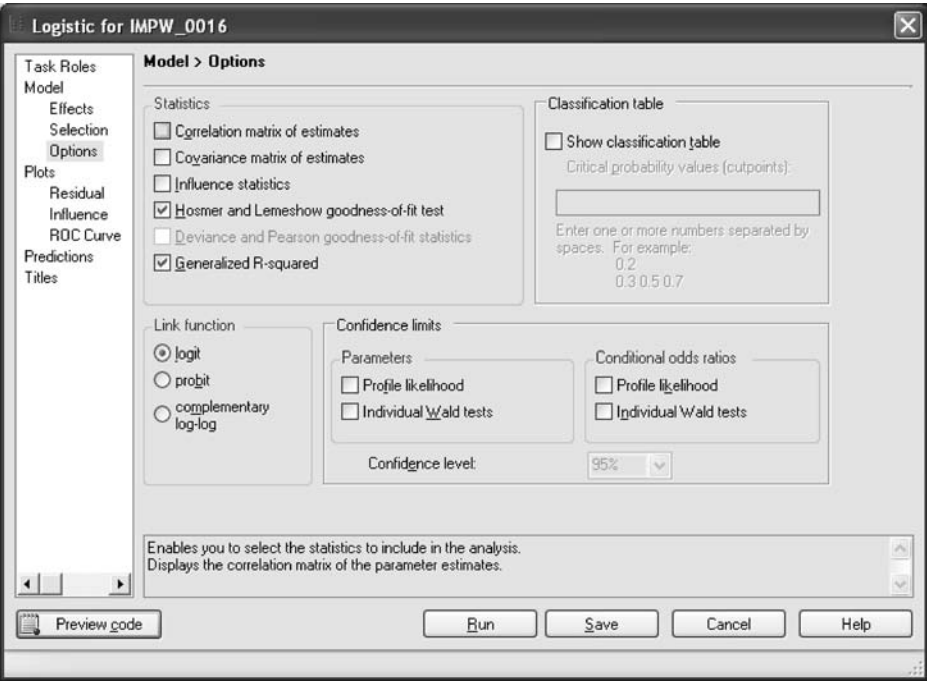 Logistic for IMPW_0016
Task Roles
Model
Effects
Selection
Options
Plots
Residual
Influence
ROC Curve
Predictions
Titles
Model > Options
Statistics
Correlation matrix of estimates
Covariance matrix of estimates
Influence statistics
Hosmer and Lemeshow goodness-of-fit test
Deviance and Pearson goodness-of-fit statistics
Generalized R-squared
Classification table
Show classification table
Critical probability values (cutpoints):
Enter one or more numbers separated by
spaces. For example:
0.2
0.3 0.5 0.7
Link function
logit
probit
complementary
log-log
Confidence limits
Parameters
Profile likelihood
Individual Wald tests
Conditional odds ratios
Profile likelihood
Individual Wald tests
Confidence level:
95%
Enables you to select the statistics to include in the analysis.
Displays the correlation matrix of the parameter estimates.
Preview code
Run
Save
Cancel
Help